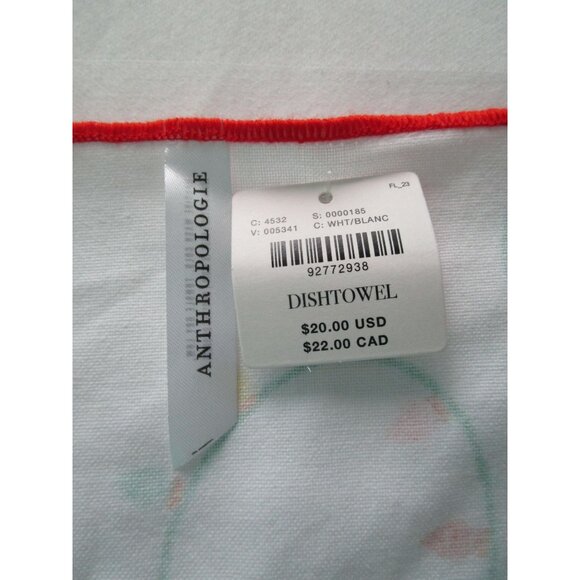 ANTHROPOLOGIE
FL_23
C: 4532 S: 0000185
V: 005341 C: WHT/BLANC
92772938
DISHTOWEL
$20.00 USD
$22.00 CAD